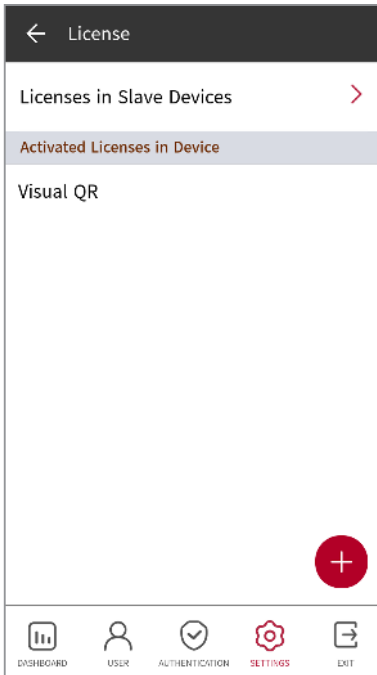 License
Licenses in Slave Devices
Activated Licenses in Device
Visual QR
DASHBOARD USER AUTHENTICATION SETTINGS EXIT